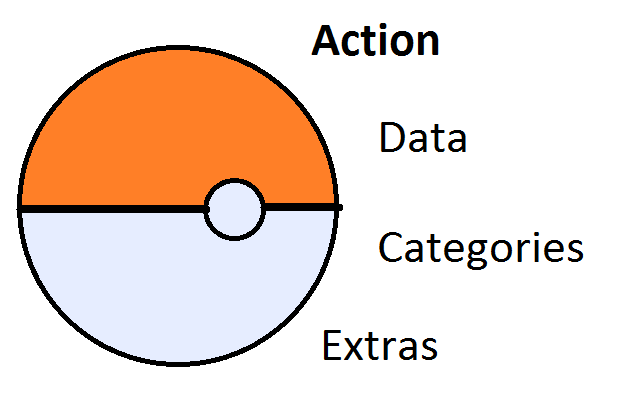 Action
Data
Categories
Extras